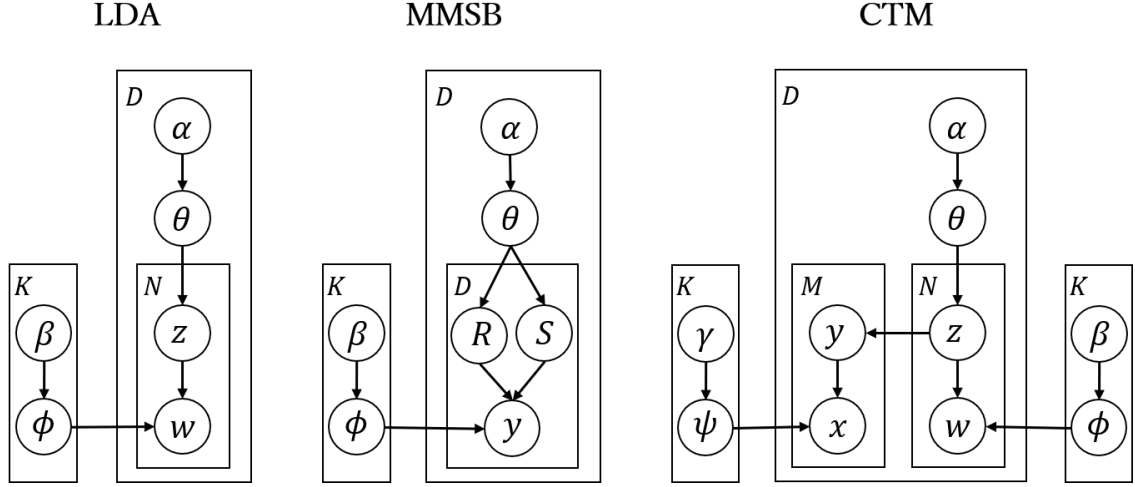 LDA MMSB CTM
D D D
α α α
θ θ θ
K N K D K M N K
β z β R S γ y z β
ϕ w ϕ y ψ x w ϕ